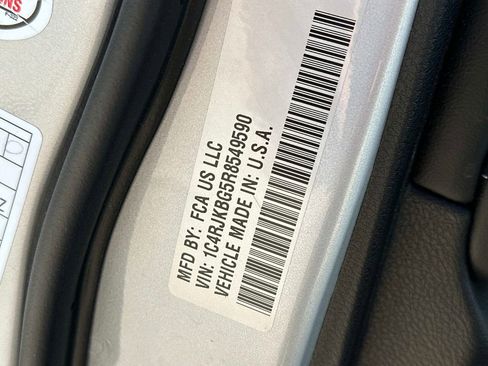 MFD BY: FCA US LLC
VIN: 1C4RJKBG5R8549590
VEHICLE MADE IN: U.S.A.